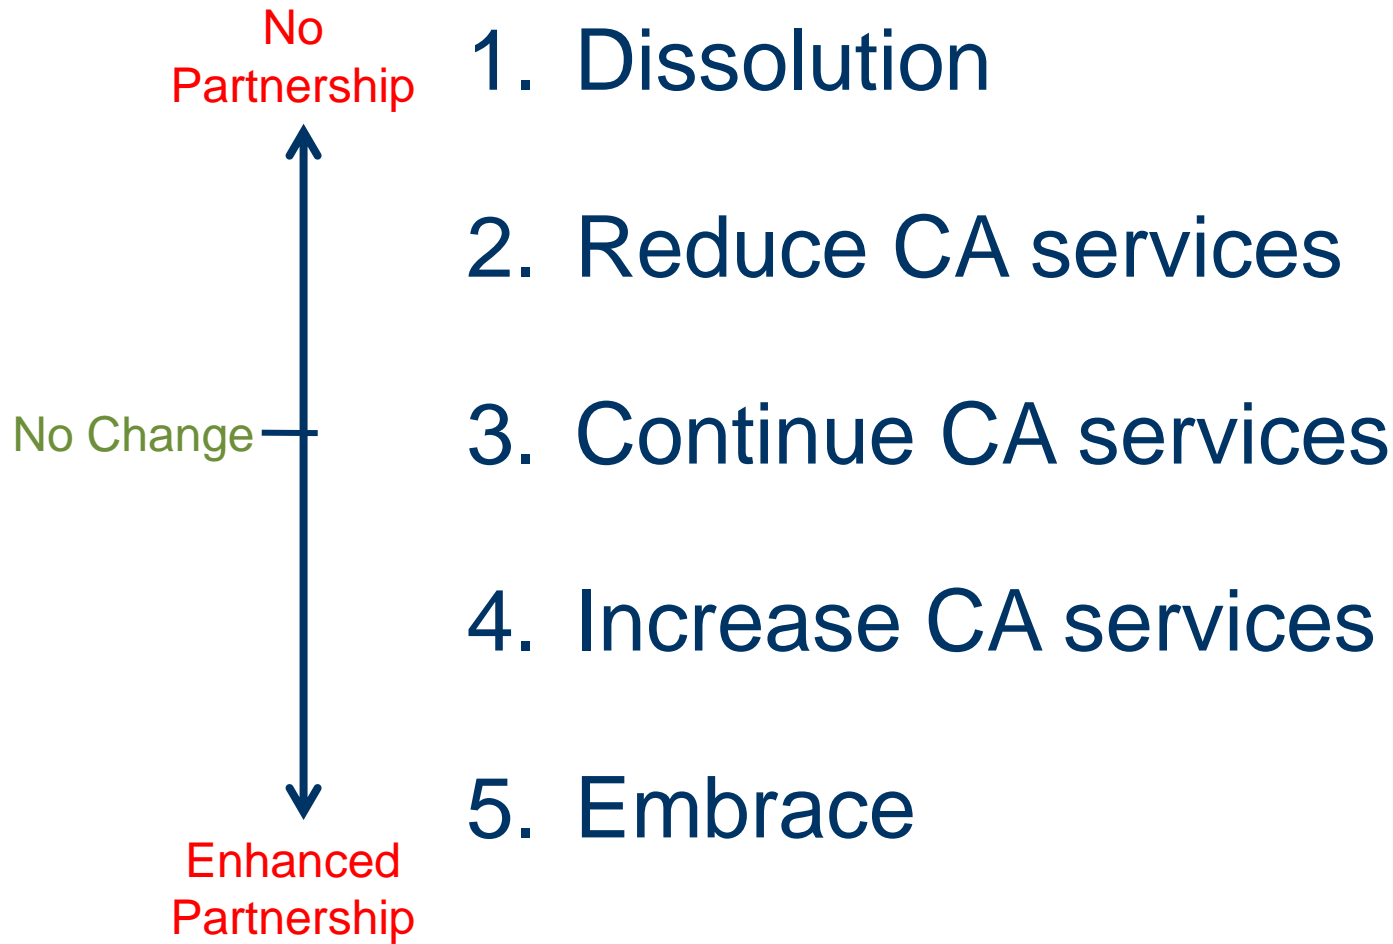 No
Partnership
1. Dissolution
2. Reduce CA services
No Change
3. Continue CA services
4. Increase CA services
5. Embrace
Enhanced
Partnership